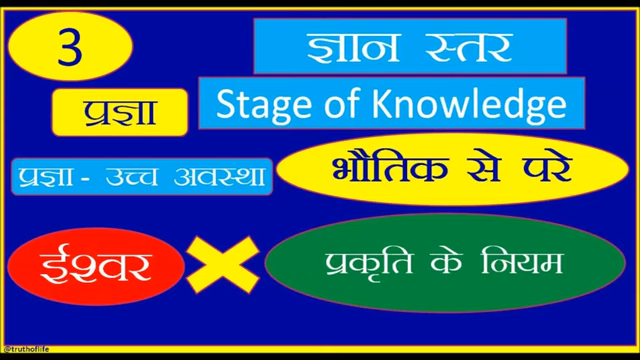 3
ज्ञान स्तर
प्रज्ञा
Stage of Knowledge
प्रज्ञा - उच्च अवस्था
भौतिक से परे
ईश्वर
प्रकृति के नियम
@truthoflife